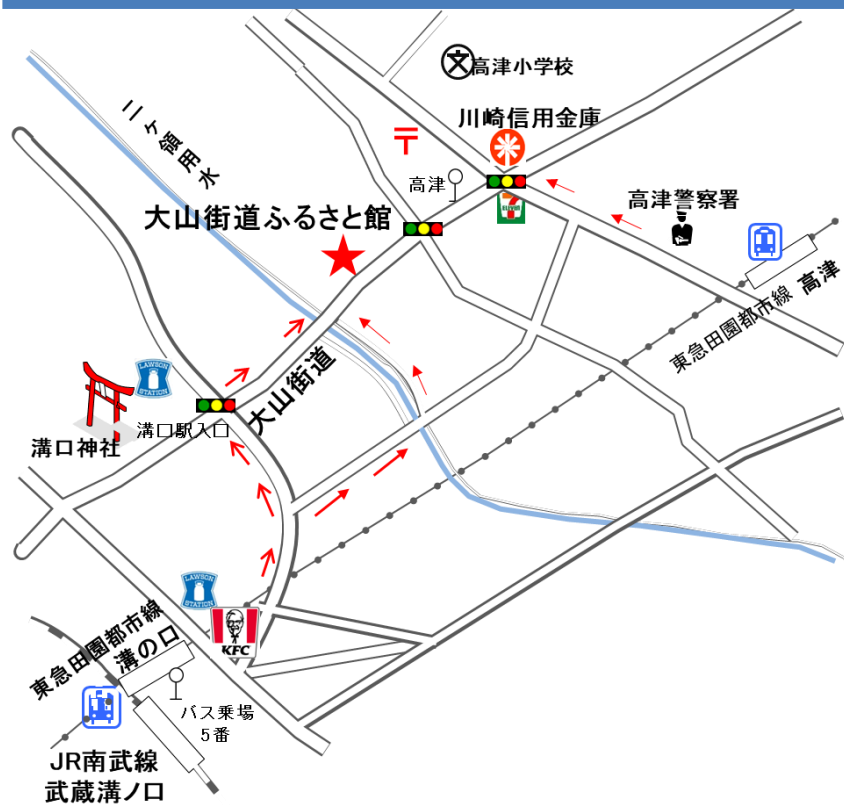 高津小学校
川崎信用金庫
二ヶ領用水
高津
高津警察署
大山街道ふるさと館
7
ELEVEN
東急田園都市線 高津
大山街道
LAWSON
STATION
溝口駅入口
溝口神社
LAWSON
STATION
KFC
東急田園都市線
溝の口
バス乗場
5番
JR南武線
武蔵溝ノ口